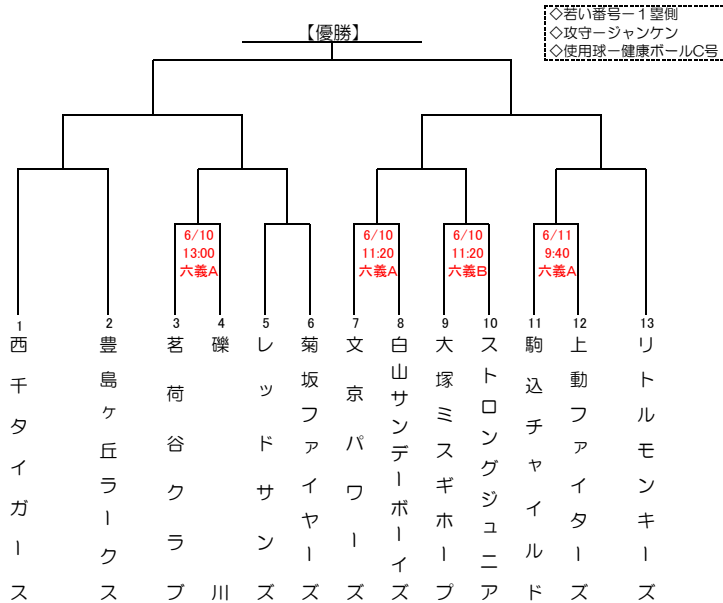 ◇若い番号－１塁側
◇攻守－ジャンケン
◇使用球－健康ボールC号
【優勝】
6/10
13:00
六義A
6/10
11:20
六義A
6/10
11:20
六義B
6/11
9:40
六義A
1
西千タイガース
2
豊島ヶ丘ラークス
3
茗荷谷クラブ
4
礫川
5
レッドサンズ
6
菊坂ファイヤーズ
7
文京パワーズ
8
白山サンデーボーイズ
9
大塚ミスギホープ
10
ストロングジュニア
11
駒込チャイルド
12
上動ファイターズ
13
リトルモンキーズ